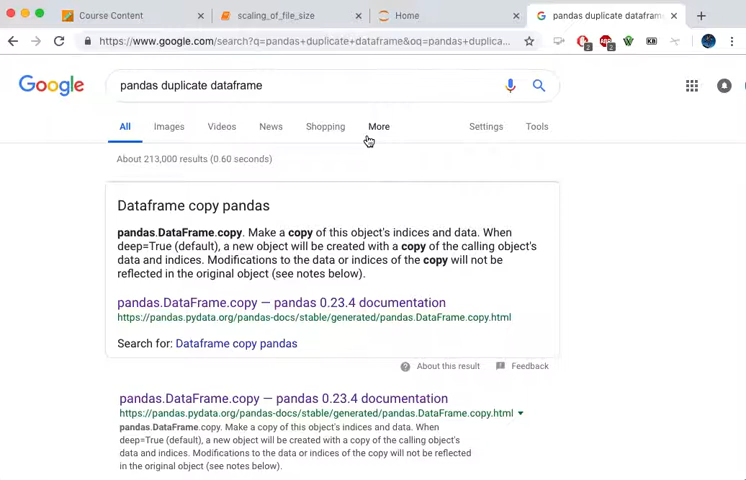 Course Content
scaling_of_file_size
Home
pandas duplicate datafram
https://www.google.com/search?q=pandas+duplicate+dataframe&oq=pandas+duplica...
2
2
Google
pandas duplicate dataframe
All
Images
Videos
News
Shopping
More
Settings
Tools
About 213,000 results (0.60 seconds)
Dataframe copy pandas
pandas.DataFrame.copy. Make a copy of this object's indices and data. When
deep=True (default), a new object will be created with a copy of the calling object's
data and indices. Modifications to the data or indices of the copy will not be
reflected in the original object (see notes below).
pandas.DataFrame.copy — pandas 0.23.4 documentation
https://pandas.pydata.org/pandas-docs/stable/generated/pandas.DataFrame.copy.html
Search for: Dataframe copy pandas
About this result
Feedback
pandas.DataFrame.copy — pandas 0.23.4 documentation
https://pandas.pydata.org/pandas-docs/stable/generated/pandas.DataFrame.copy.html
pandas.DataFrame.copy. Make a copy of this object's indices and data. When
deep=True (default), a new object will be created with a copy of the calling object's
data and indices. Modifications to the data or indices of the copy will not be reflected
in the original object (see notes below).